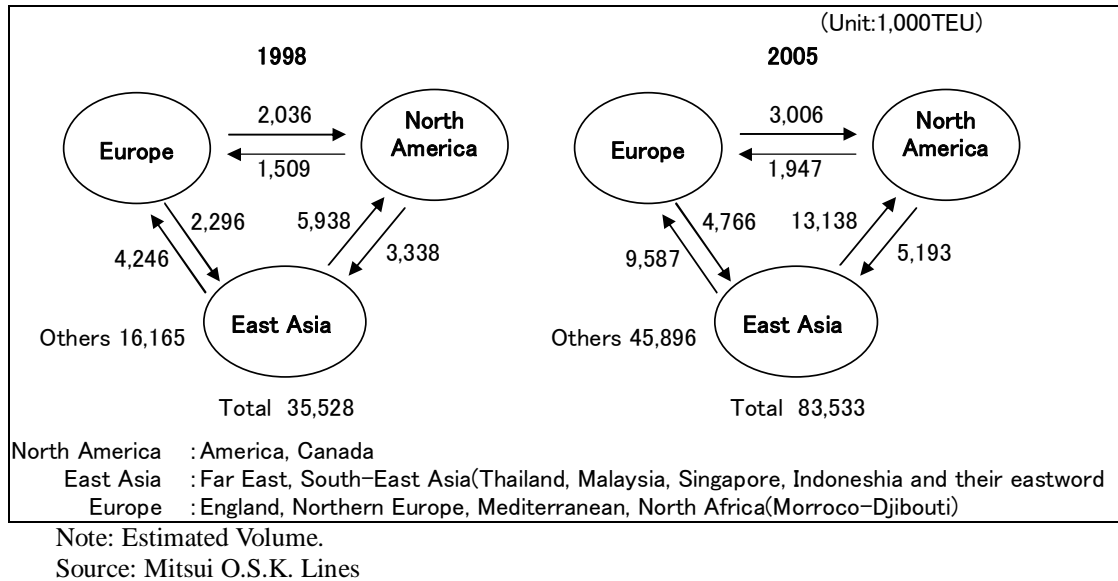 (Unit:1,000TEU)
1998
2005
2,036
Europe
North
America
1,509
2,296
5,938
4,246
3,338
East Asia
Others 16,165
Total 35,528
3,006
Europe
North
America
1,947
4,766
13,138
9,587
5,193
East Asia
Others 45,896
Total 83,533
North America :America, Canada
East Asia :Far East, South-East Asia(Thailand, Malaysia, Singapore, Indoneshia and their eastword
Europe :England, Northern Europe, Mediterranean, North Africa(Morroco-Djibouti)
Note: Estimated Volume.
Source: Mitsui O.S.K. Lines